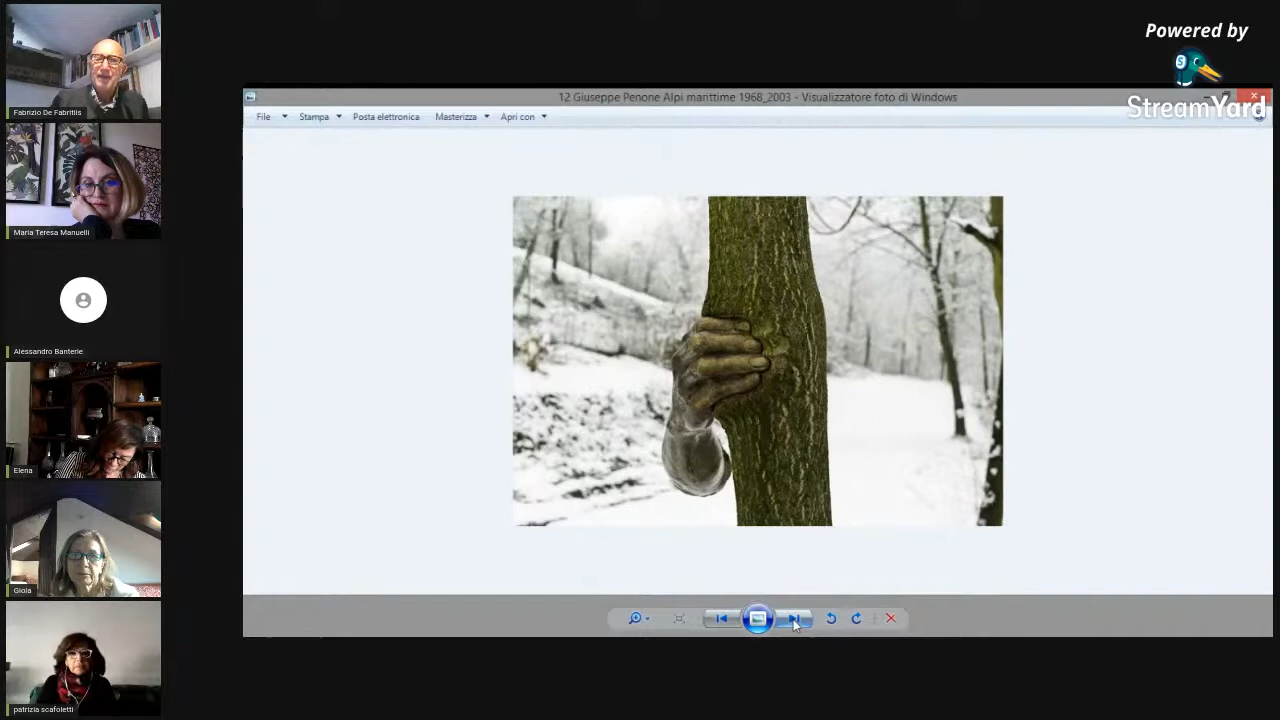 Powered by
StreamYard
12 Giuseppe Penone Alpi marittime 1968_2003 - Visualizzatore foto di Windows
File Stampa Posta elettronica Masterizza Apri con
Fabrizio De Fabritiis
Maria Teresa Manuelli
Alessandro Banterle
Elena
Gioia
patrizia scafoletti